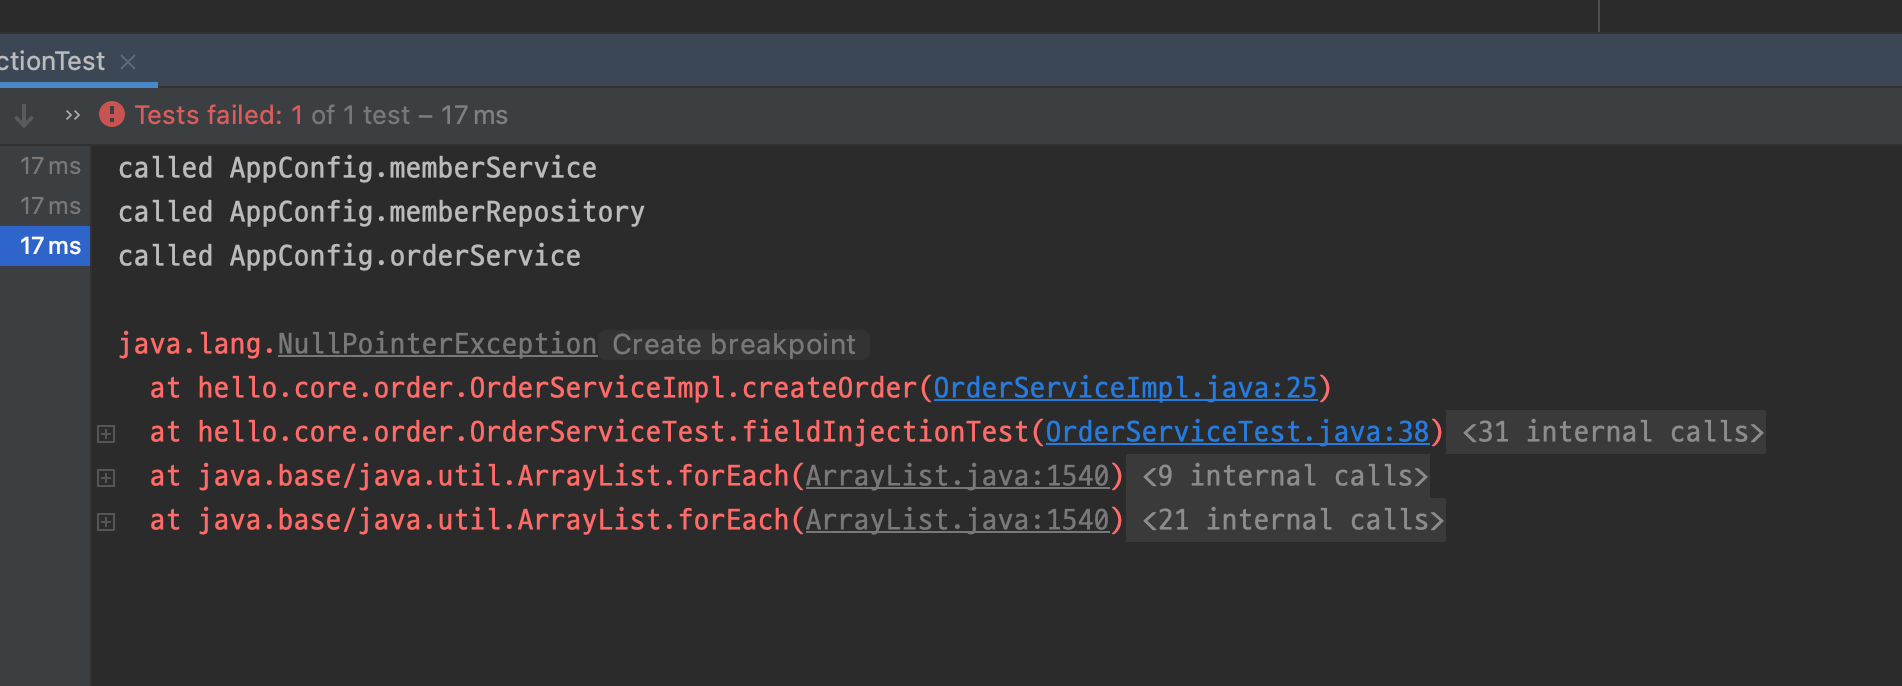 ctionTest
Tests failed: 1 of 1 test – 17 ms
17 ms called AppConfig.memberService
17 ms called AppConfig.memberRepository
17 ms called AppConfig.orderService
java.lang.NullPointerException Create breakpoint
at hello.core.order.OrderServiceImpl.createOrder(OrderServiceImpl.java:25)
at hello.core.order.OrderServiceTest.fieldInjectionTest(OrderServiceTest.java:38) <31 internal calls>
at java.base/java.util.ArrayList.forEach(ArrayList.java:1540) <9 internal calls>
at java.base/java.util.ArrayList.forEach(ArrayList.java:1540) <21 internal calls>